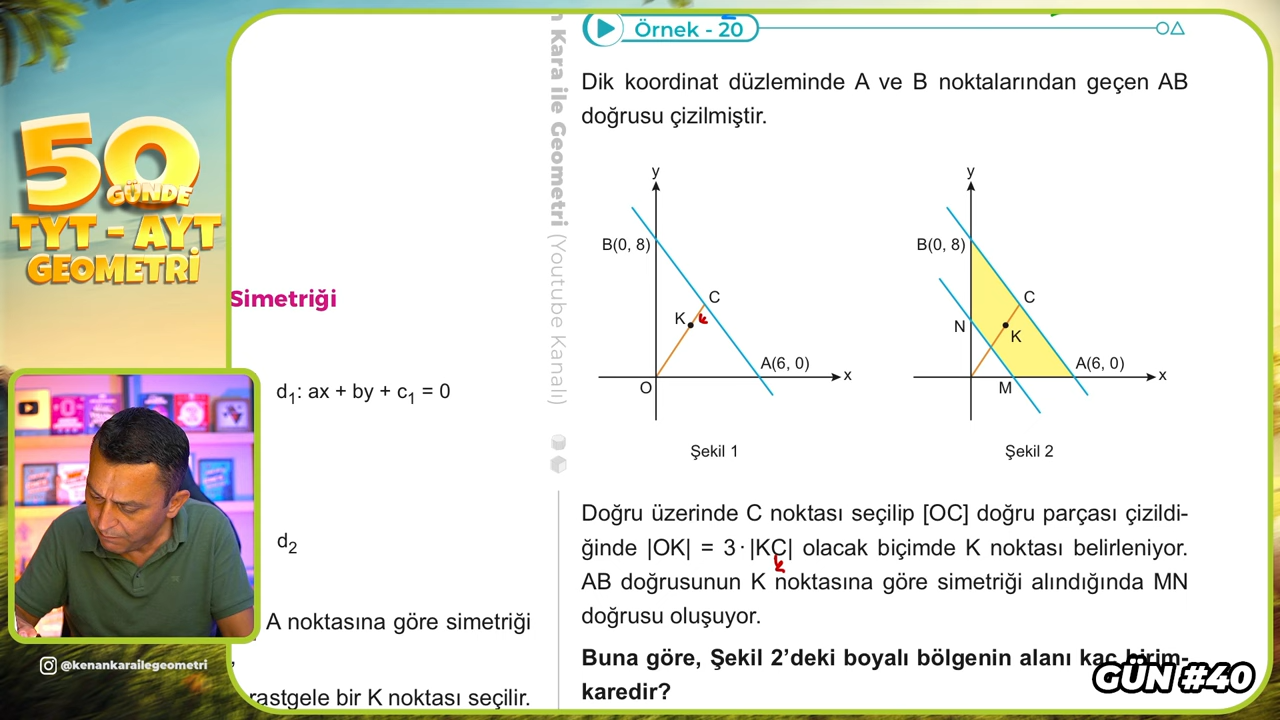 50
GÜNDE
TYT - AYT
GEOMETRİ
Simetriği
d1: ax + by + c1 = 0
d2
A noktasına göre simetriği
,
rastgele bir K noktası seçilir.
@kenankarailegeometri
Kara ile Geometri (Youtube Kanalı)
Örnek - 20
Dik koordinat düzleminde A ve B noktalarından geçen AB
doğrusu çizilmiştir.
y
B(0, 8)
C
K
A(6, 0)
O
x
Şekil 1
y
B(0, 8)
C
N
K
A(6, 0)
M
x
Şekil 2
Doğru üzerinde C noktası seçilip [OC] doğru parçası çizildi-
ğinde |OK| = 3·|KC| olacak biçimde K noktası belirleniyor.
AB doğrusunun K noktasına göre simetriği alındığında MN
doğrusu oluşuyor.
Buna göre, Şekil 2'deki boyalı bölgenin alanı kaç birim-
karedir?
GÜN #40